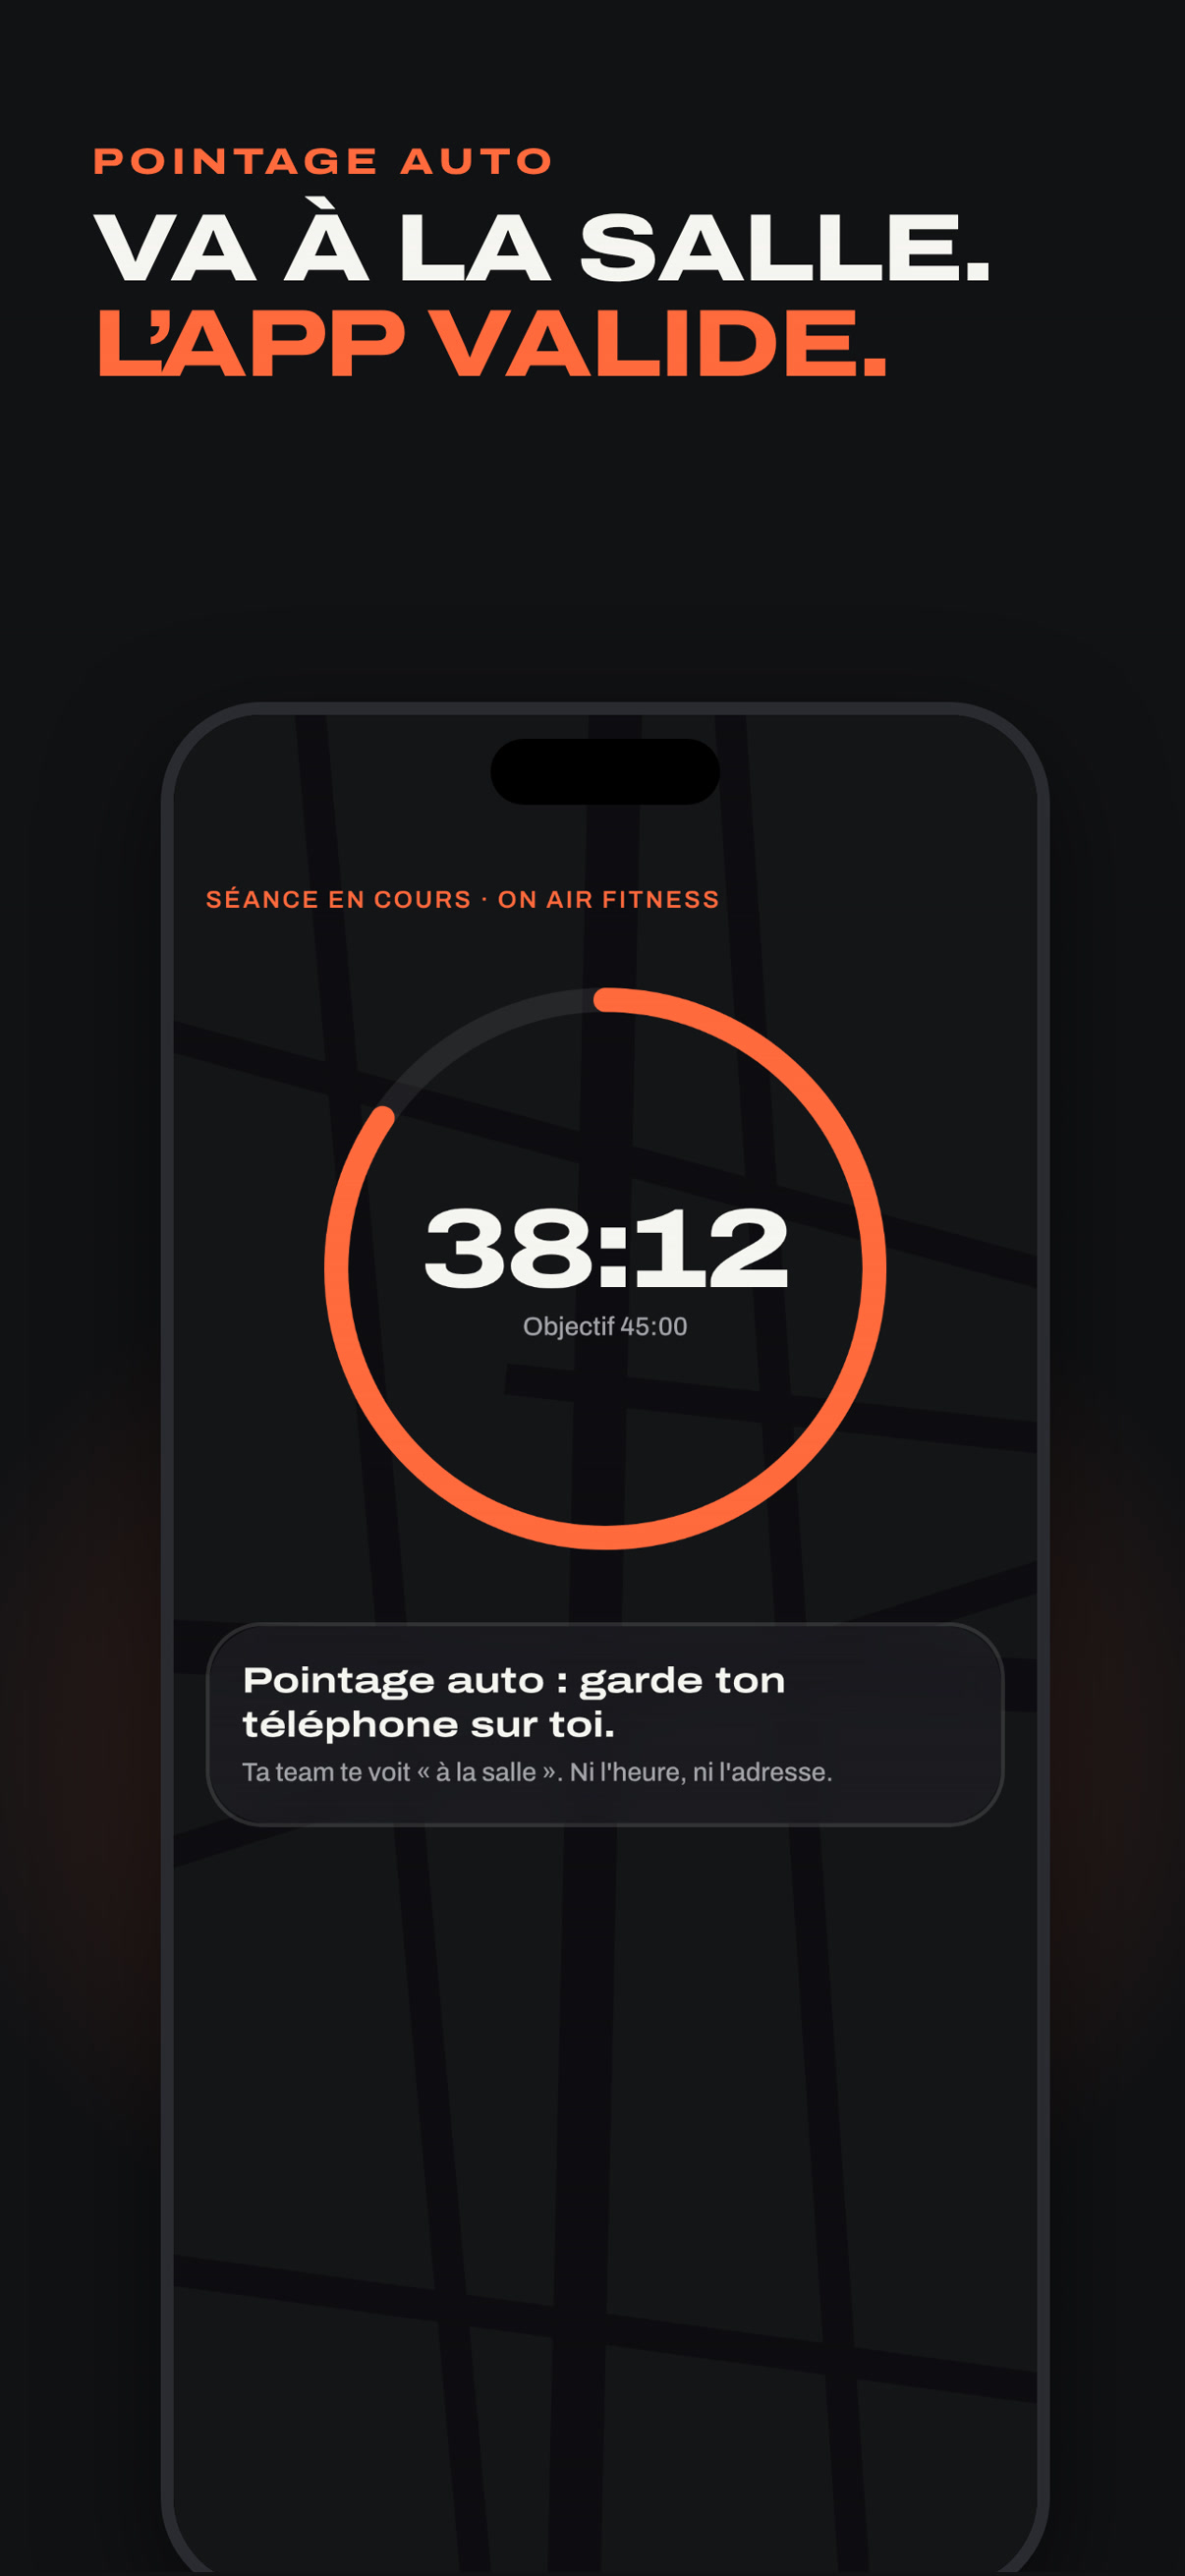 POINTAGE AUTO
VA À LA SALLE.
L’APP VALIDE.
SÉANCE EN COURS · ON AIR FITNESS
38:12
Objectif 45:00
Pointage auto : garde ton
téléphone sur toi.
Ta team te voit « à la salle ». Ni l'heure, ni l'adresse.